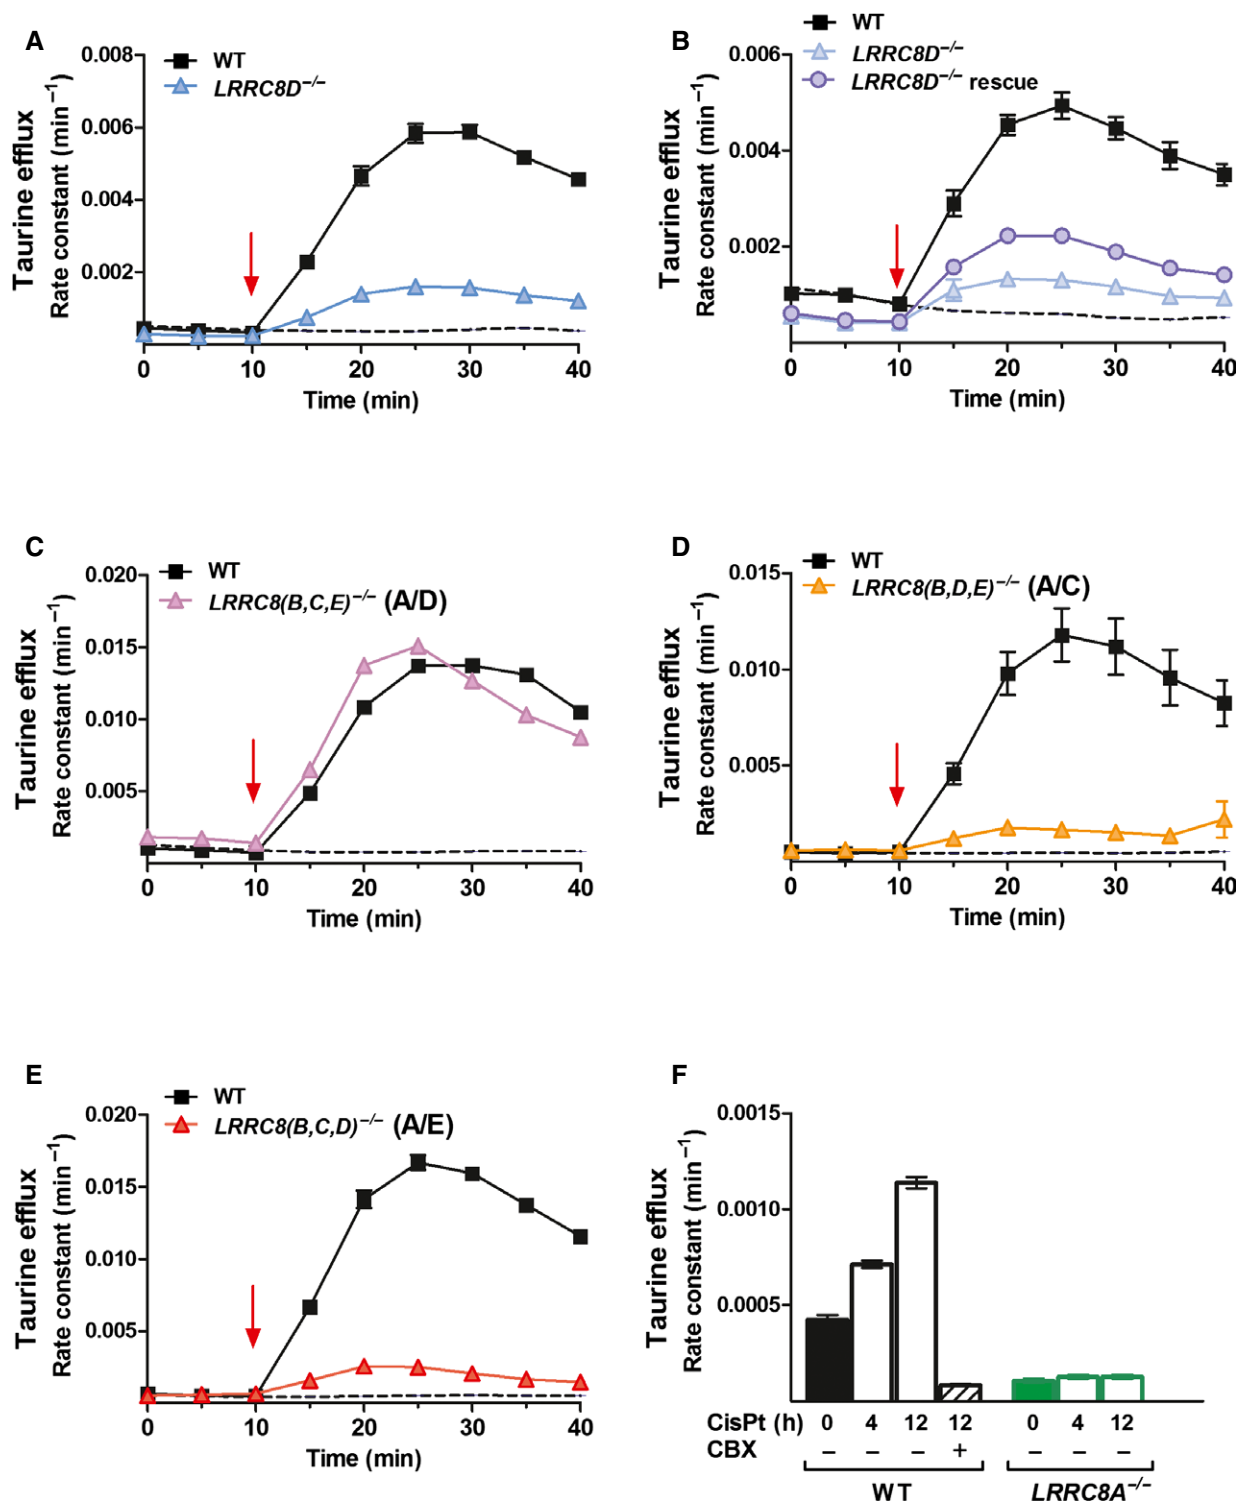 A
WT
LRRC8D−/−
Taurine efflux
Rate constant (min−1)
0.008
0.006
0.004
0.002
0 10 20 30 40
Time (min)
B
WT
LRRC8D−/−
LRRC8D−/− rescue
Taurine efflux
Rate constant (min−1)
0.006
0.004
0.002
0 10 20 30 40
Time (min)
C
WT
LRRC8(B,C,E)−/− (A/D)
Taurine efflux
Rate constant (min−1)
0.020
0.015
0.010
0.005
0 10 20 30 40
Time (min)
D
WT
LRRC8(B,D,E)−/− (A/C)
Taurine efflux
Rate constant (min−1)
0.015
0.010
0.005
0 10 20 30 40
Time (min)
E
WT
LRRC8(B,C,D)−/− (A/E)
Taurine efflux
Rate constant (min−1)
0.020
0.015
0.010
0.005
0 10 20 30 40
Time (min)
F
Taurine efflux
Rate constant (min−1)
0.0015
0.0010
0.0005
CisPt (h) 0 4 12 12 0 4 12
CBX − − − + − − −
WT LRRC8A−/−